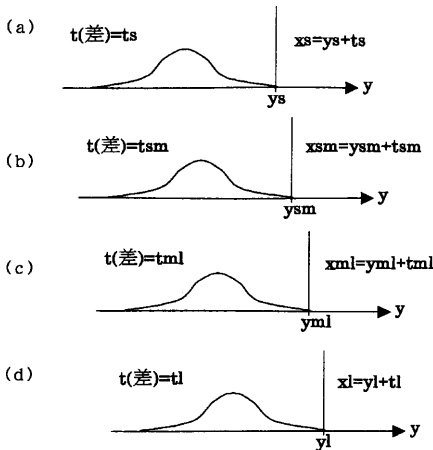 (a)
t(差)=ts
xs=ys+ts
ys
y
(b)
t(差)=tsm
xsm=ysm+tsm
ysm
y
(c)
t(差)=tml
xml=yml+tml
yml
y
(d)
t(差)=tl
xl=yl+tl
yl
y